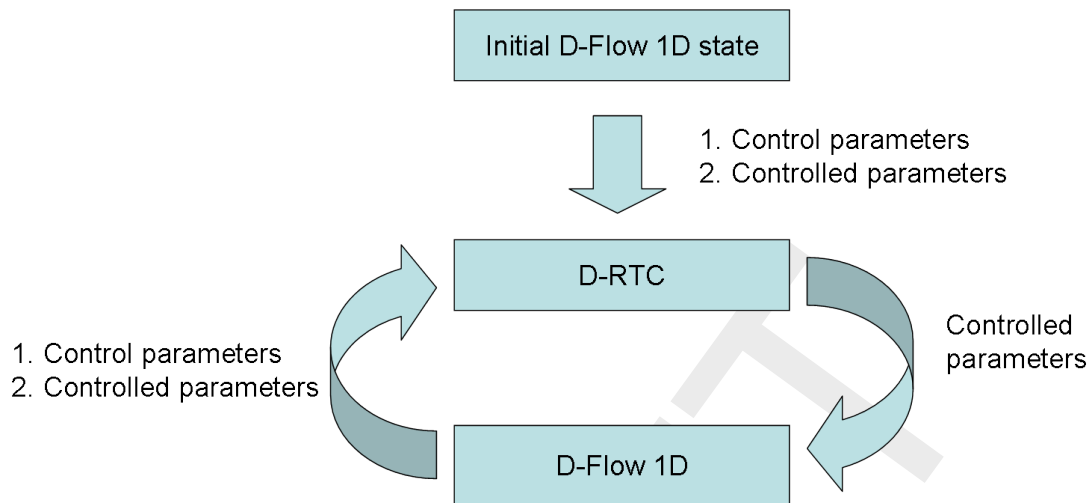 Initial D-Flow 1D state
1. Control parameters
2. Controlled parameters
D-RTC
Controlled
parameters
1. Control parameters
2. Controlled parameters
D-Flow 1D